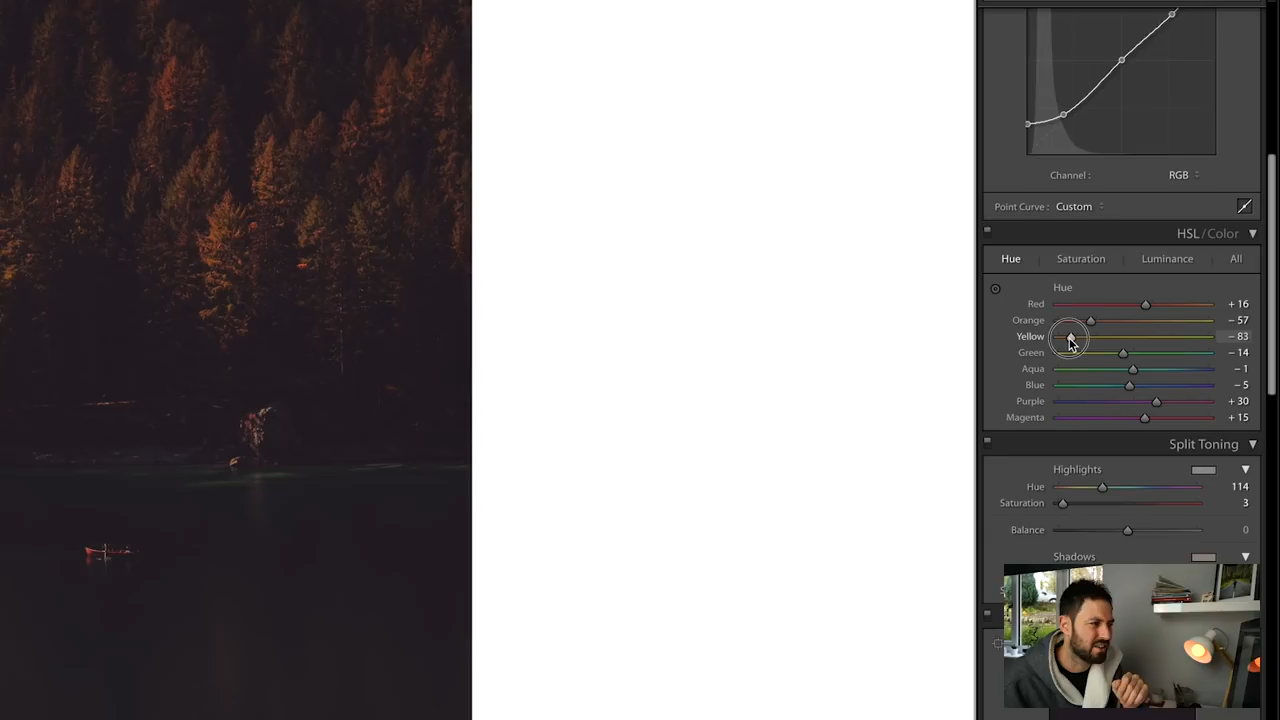 Channel : RGB
Point Curve : Custom
HSL / Color
Hue Saturation Luminance All
Hue
Red + 16
Orange − 57
Yellow − 83
Green − 14
Aqua − 1
Blue − 5
Purple + 30
Magenta + 15
Split Toning
Highlights
Hue 114
Saturation 3
Balance 0
Shadows